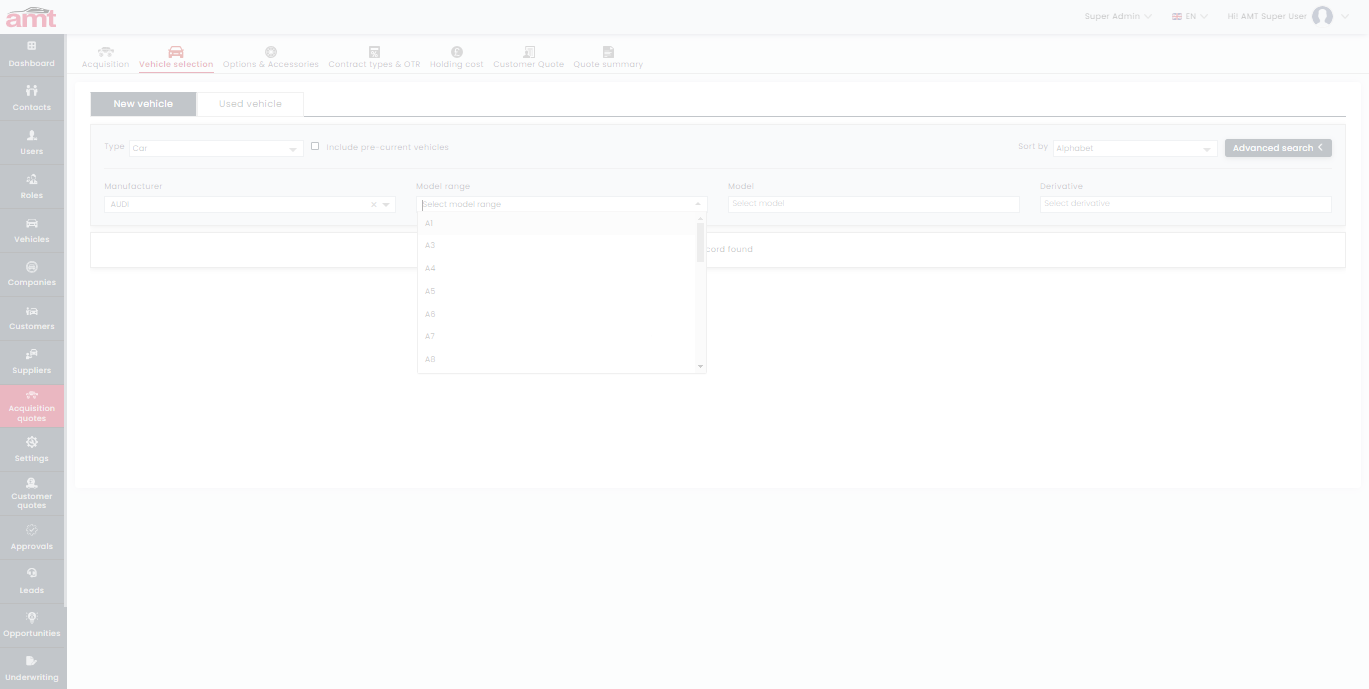 amt
Super Admin
EN
Hi! AMT Super User
Dashboard
Contacts
Users
Roles
Vehicles
Companies
Customers
Suppliers
Acquisition
quotes
Settings
Customer
quotes
Approvals
Leads
Opportunities
Underwriting
Acquisition
Vehicle selection
Options & Accessories
Contract types & OTR
Holding cost
Customer Quote
Quote summary
New vehicle
Used vehicle
Type
Car
Include pre-current vehicles
Sort by
Alphabet
Advanced search
Manufacturer
Model range
Model
Derivative
AUDI
Select model range
Select model
Select derivative
A1
A3
A4
A5
A6
A7
A8
found